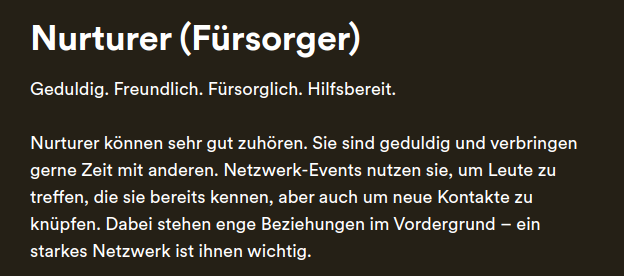 Nurturer (Fürsorger)
Geduldig. Freundlich. Fürsorglich. Hilfsbereit.
Nurturer können sehr gut zuhören. Sie sind geduldig und verbringen
gerne Zeit mit anderen. Netzwerk-Events nutzen sie, um Leute zu
treffen, die sie bereits kennen, aber auch um neue Kontakte zu
knüpfen. Dabei stehen enge Beziehungen im Vordergrund – ein
starkes Netzwerk ist ihnen wichtig.